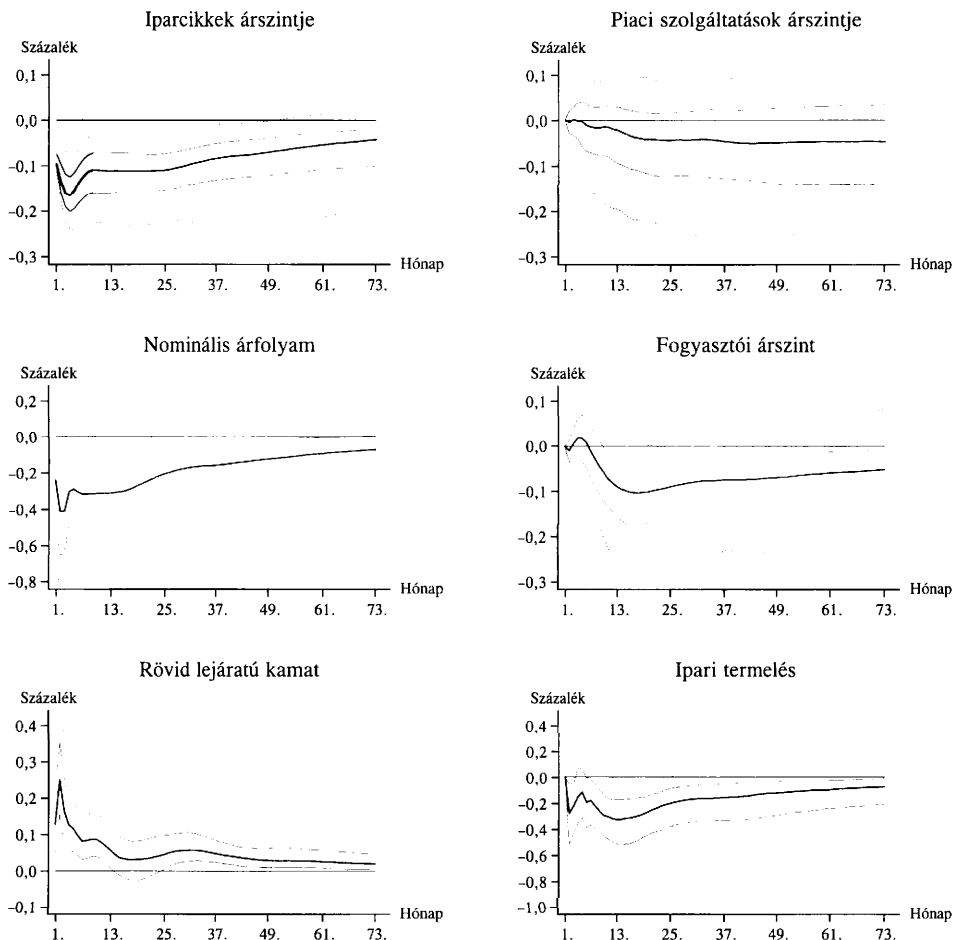 Iparcikkek árszintje
Százalék
0,1
0,0
–0,1
–0,2
–0,3
Hónap
1. 13. 25. 37. 49. 61. 73.
Piaci szolgáltatások árszintje
Százalék
0,1
0,0
–0,1
–0,2
–0,3
Hónap
1. 13. 25. 37. 49. 61. 73.
Nominális árfolyam
Százalék
0,2
0,0
–0,2
–0,4
–0,6
–0,8
Hónap
1. 13. 25. 37. 49. 61. 73.
Fogyasztói árszint
Százalék
0,1
0,0
–0,1
–0,2
–0,3
Hónap
1. 13. 25. 37. 49. 61. 73.
Rövid lejáratú kamat
Százalék
0,4
0,3
0,2
0,1
0,0
–0,1
Hónap
1. 13. 25. 37. 49. 61. 73.
Ipari termelés
Százalék
0,4
0,2
0,0
–0,2
–0,4
–0,6
–0,8
–1,0
Hónap
1. 13. 25. 37. 49. 61. 73.